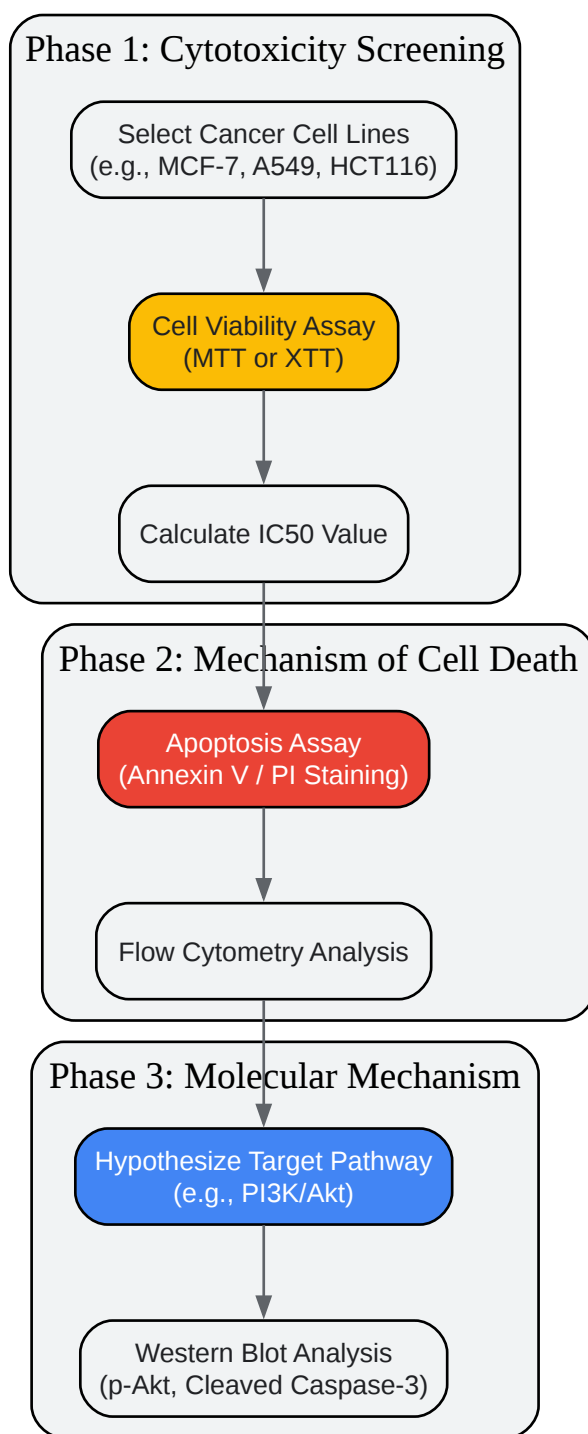 Phase 1: Cytotoxicity Screening
Select Cancer Cell Lines
(e.g., MCF-7, A549, HCT116)
Cell Viability Assay
(MTT or XTT)
Calculate IC50 Value
Phase 2: Mechanism of Cell Death
Apoptosis Assay
(Annexin V / PI Staining)
Flow Cytometry Analysis
Phase 3: Molecular Mechanism
Hypothesize Target Pathway
(e.g., PI3K/Akt)
Western Blot Analysis
(p-Akt, Cleaved Caspase-3)